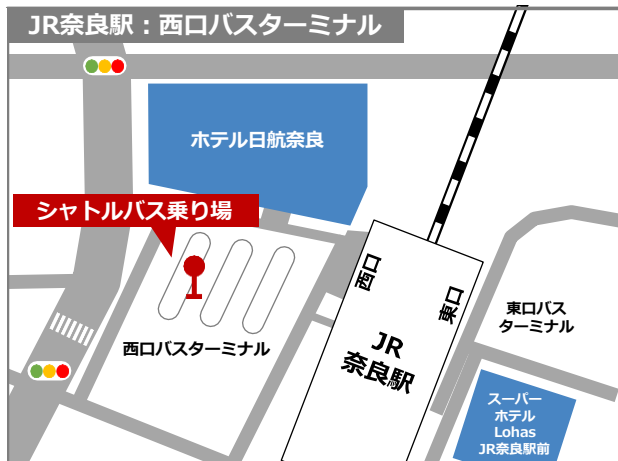 JR奈良駅：西口バスターミナル
ホテル日航奈良
シャトルバス乗り場
西口
東口
東口バス
ターミナル
JR
奈良駅
西口バスターミナル
スーパー
ホテル
Lohas
JR奈良駅前